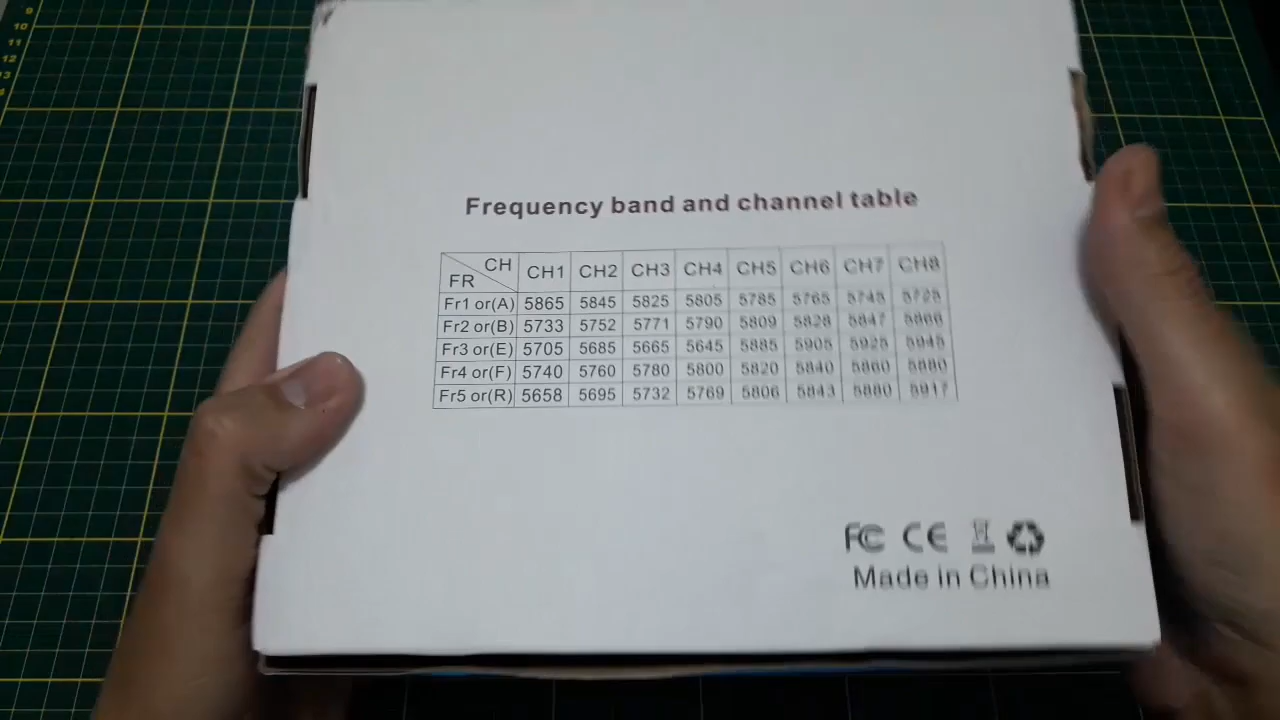 Frequency band and channel table
CH
FR CH1 CH2 CH3 CH4 CH5 CH6 CH7 CH8
Fr1 or(A) 5865 5845 5825 5805 5785 5765 5745 5725
Fr2 or(B) 5733 5752 5771 5790 5809 5828 5847 5866
Fr3 or(E) 5705 5685 5665 5645 5885 5905 5925 5945
Fr4 or(F) 5740 5760 5780 5800 5820 5840 5860 5880
Fr5 or(R) 5658 5695 5732 5769 5806 5843 5880 5917
FC CE
Made in China